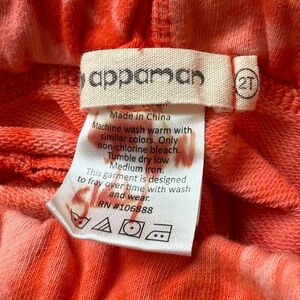 appaman
2T
Made in China
Machine wash warm with
similar colors. Only
non-chlorine bleach.
Tumble dry low
Medium iron.
This garment is designed
to fray over time with wash
and wear.
RN #106888